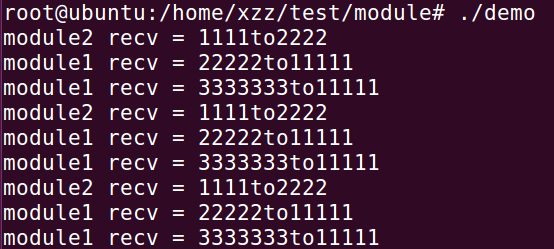 root@ubuntu:/home/xzz/test/module# ./demo
module2 recv = 1111to2222
module1 recv = 22222to11111
module1 recv = 3333333to11111
module2 recv = 1111to2222
module1 recv = 22222to11111
module1 recv = 3333333to11111
module2 recv = 1111to2222
module1 recv = 22222to11111
module1 recv = 3333333to11111